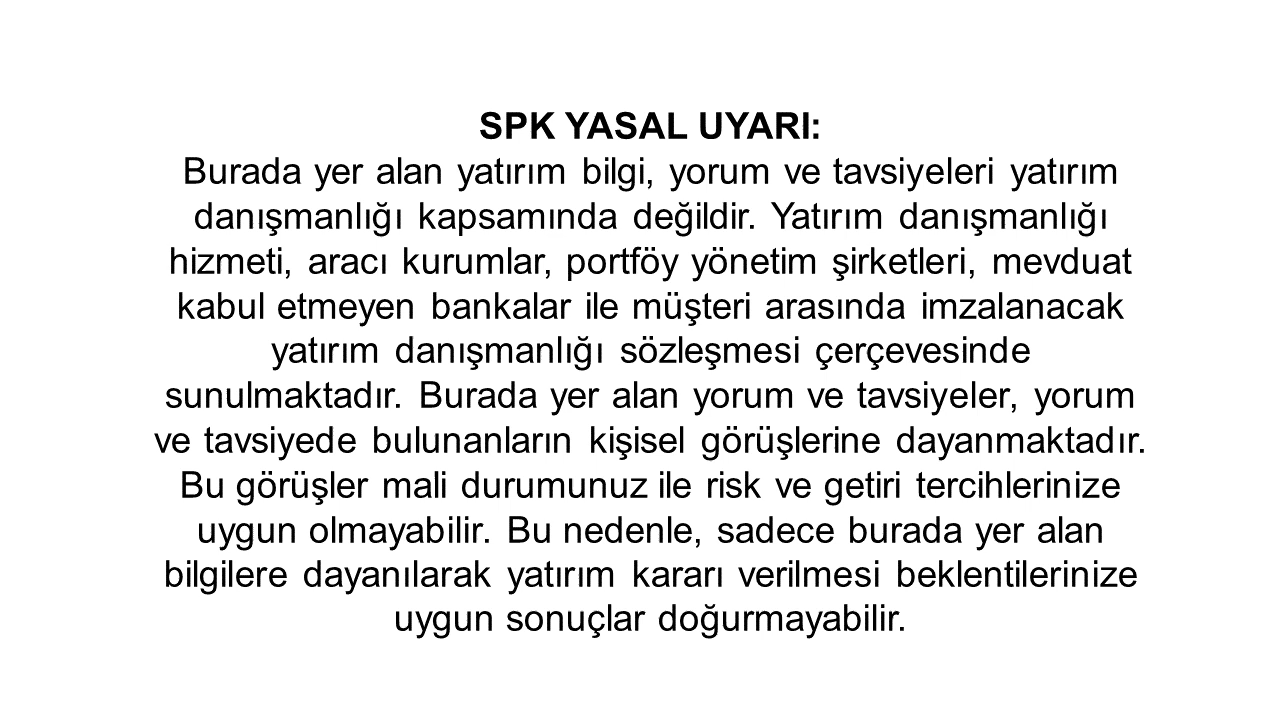 SPK YASAL UYARI:
Burada yer alan yatırım bilgi, yorum ve tavsiyeleri yatırım
danışmanlığı kapsamında değildir. Yatırım danışmanlığı
hizmeti, aracı kurumlar, portföy yönetim şirketleri, mevduat
kabul etmeyen bankalar ile müşteri arasında imzalanacak
yatırım danışmanlığı sözleşmesi çerçevesinde
sunulmaktadır. Burada yer alan yorum ve tavsiyeler, yorum
ve tavsiyede bulunanların kişisel görüşlerine dayanmaktadır.
Bu görüşler mali durumunuz ile risk ve getiri tercihlerinize
uygun olmayabilir. Bu nedenle, sadece burada yer alan
bilgilere dayanılarak yatırım kararı verilmesi beklentilerinize
uygun sonuçlar doğurmayabilir.